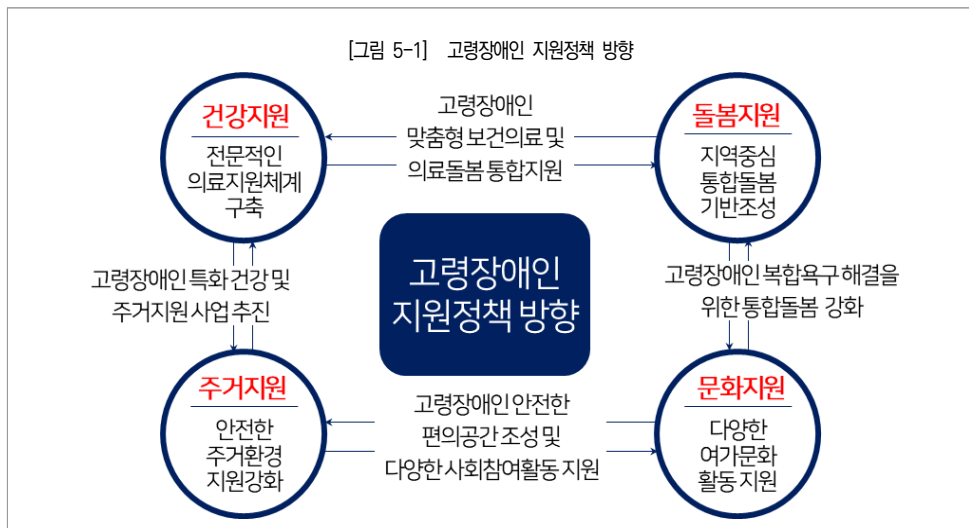 [그림 5-1] 고령장애인 지원정책 방향
건강지원
전문적인
의료지원체계
구축
고령장애인
맞춤형 보건의료 및
의료돌봄 통합지원
돌봄지원
지역중심
통합돌봄
기반조성
고령장애인 특화 건강 및
주거지원 사업 추진
고령장애인
지원정책 방향
고령장애인 복합욕구 해결을
위한 통합돌봄 강화
주거지원
안전한
주거환경
지원강화
고령장애인 안전한
편의공간 조성 및
다양한 사회참여활동 지원
문화지원
다양한
여가문화
활동 지원